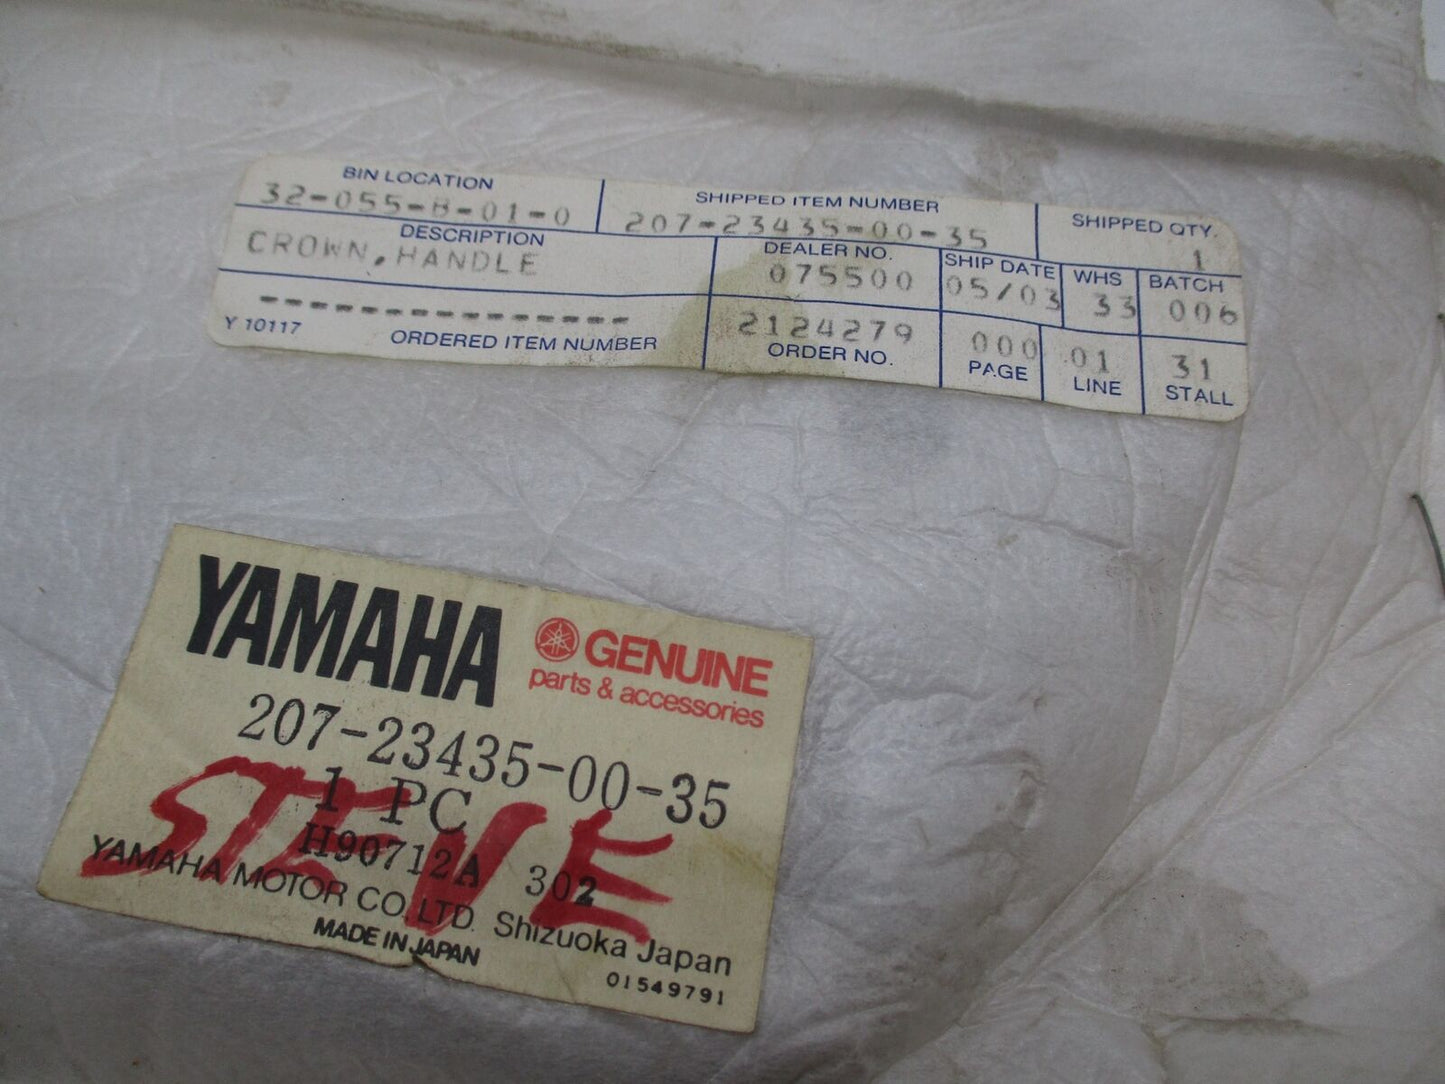 BIN LOCATION SHIPPED ITEM NUMBER SHIPPED QTY.
32-055-B-01-0 207-23435-00-35 1
DESCRIPTION DEALER NO. SHIP DATE WHS BATCH
CROWN, HANDLE 075500 05/03 33 006
------------- 2124279 000 01 31
Y 10117 ORDERED ITEM NUMBER ORDER NO. PAGE LINE STALL
YAMAHA GENUINE
parts & accessories
207-23435-00-35
1 PC
STEVE
H90712A 302
YAMAHA MOTOR CO., LTD. Shizuoka Japan
MADE IN JAPAN
01549791